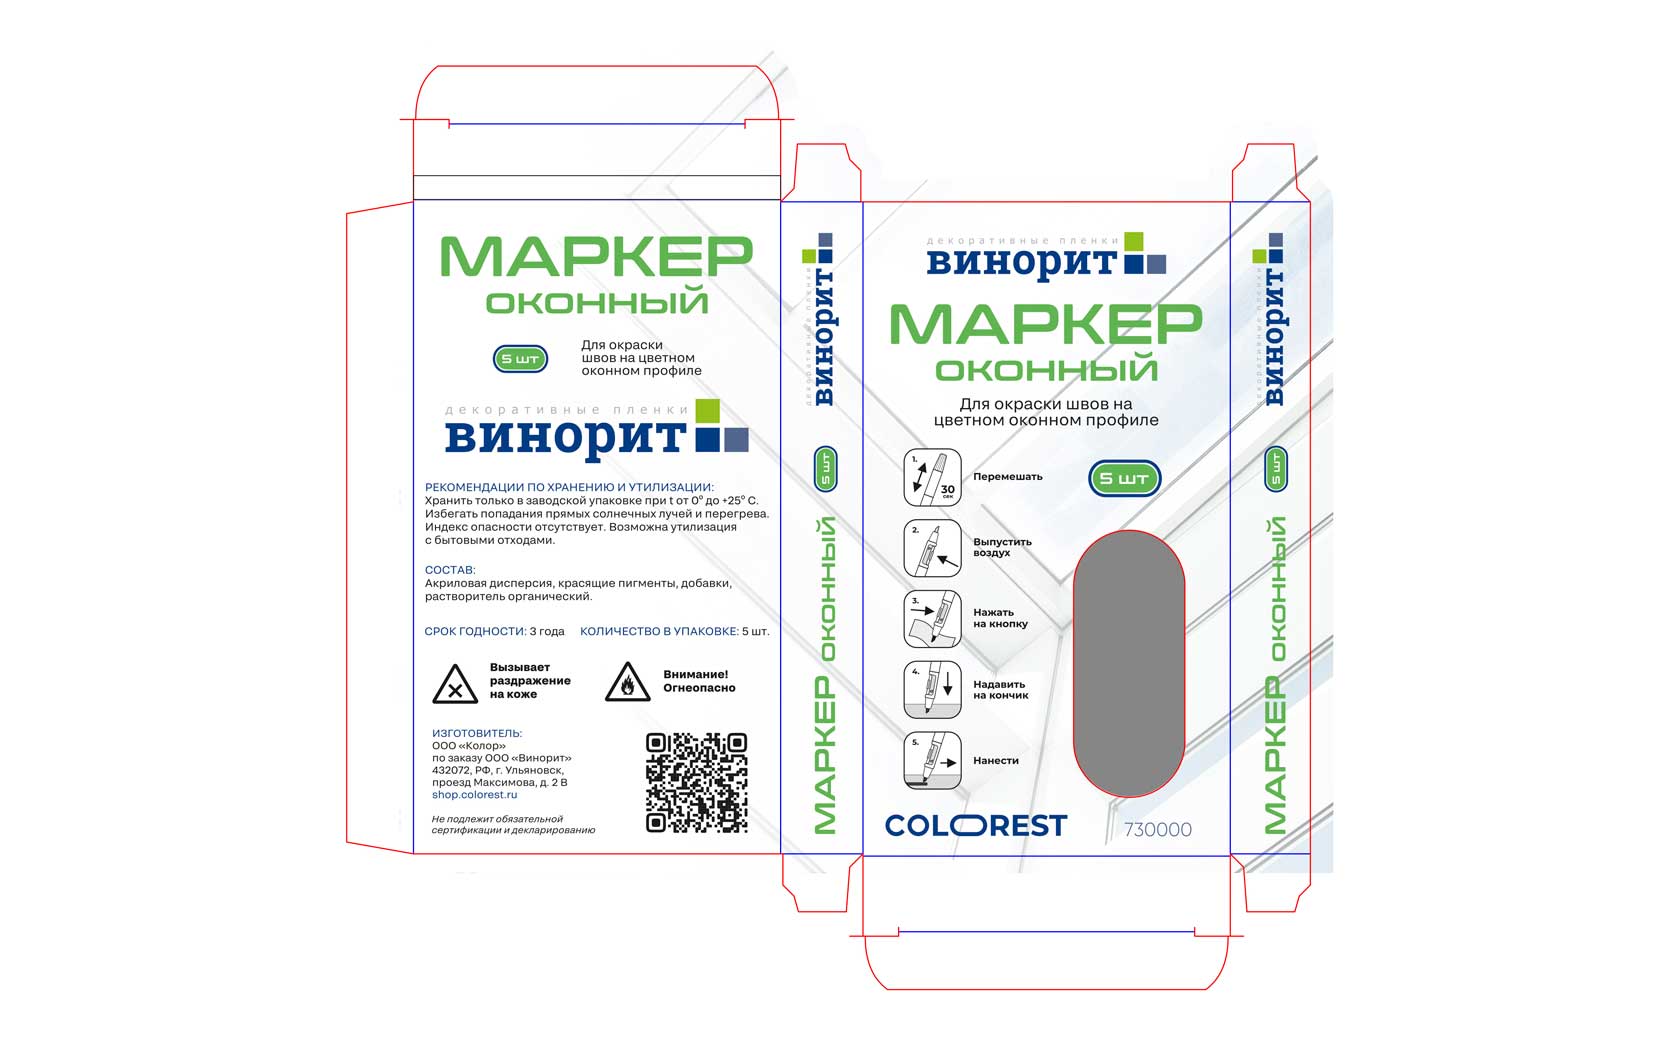 МАРКЕР
ОКОННЫЙ
5 ШТ
Для окраски
швов на цветном
оконном профиле
декоративные пленки
винорит
РЕКОМЕНДАЦИИ ПО ХРАНЕНИЮ И УТИЛИЗАЦИИ:
Хранить только в заводской упаковке при t от 0° до +25° С.
Избегать попадания прямых солнечных лучей и перегрева.
Индекс опасности отсутствует. Возможна утилизация
с бытовыми отходами.
СОСТАВ:
Акриловая дисперсия, красящие пигменты, добавки,
растворитель органический.
СРОК ГОДНОСТИ: 3 года КОЛИЧЕСТВО В УПАКОВКЕ: 5 шт.
Вызывает
раздражение
на коже
Внимание!
Огнеопасно
ИЗГОТОВИТЕЛЬ:
ООО «Колор»
по заказу ООО «Винорит»
432072, РФ, г. Ульяновск,
проезд Максимова, д. 2 В
shop.colorest.ru
Не подлежит обязательной
сертификации и декларированию
декоративные пленки
винорит
5 ШТ
МАРКЕР ОКОННЫЙ
декоративные пленки
винорит
МАРКЕР
ОКОННЫЙ
Для окраски швов на
цветном оконном профиле
1.
30
сек
Перемешать
5 ШТ
2.
Выпустить
воздух
3.
Нажать
на кнопку
4.
Надавить
на кончик
5.
Нанести
COLOREST
730000
декоративные пленки
винорит
5 ШТ
МАРКЕР ОКОННЫЙ